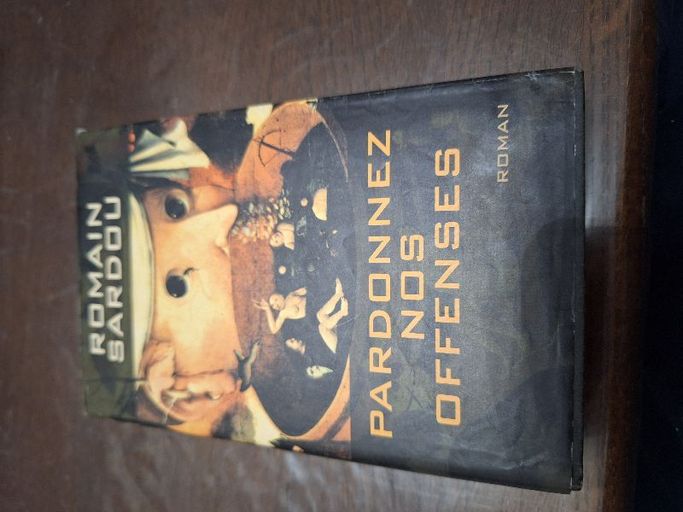 ROMAIN
SARDOU
PARDONNEZ
NOS
OFFENSES
ROMAN